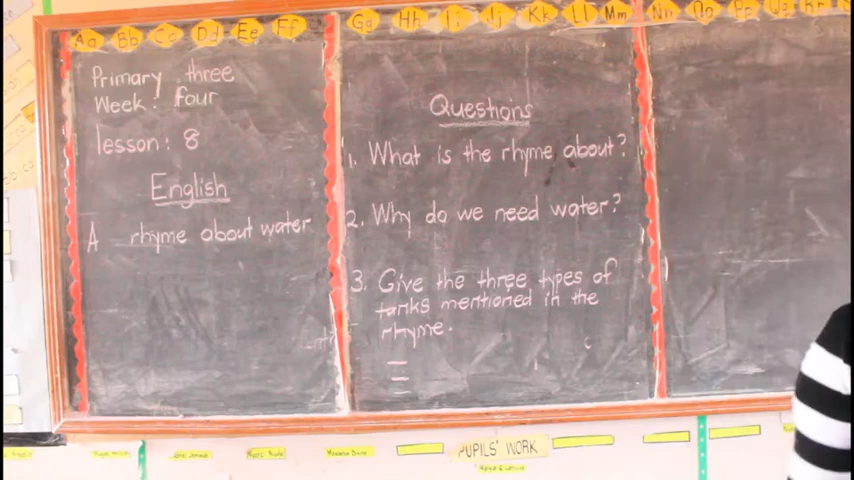 Aa Bb Cc Dd Ee Ff Gg Hh Ii Jj Kk Ll Mm Nn Oo Pp Qq Rr
Primary three
Week: four
lesson: 8
English
A rhyme about water
Questions
1. What is the rhyme about?
2. Why do we need water?
3. Give the three types of
tanks mentioned in the
rhyme.
PUPILS' WORK